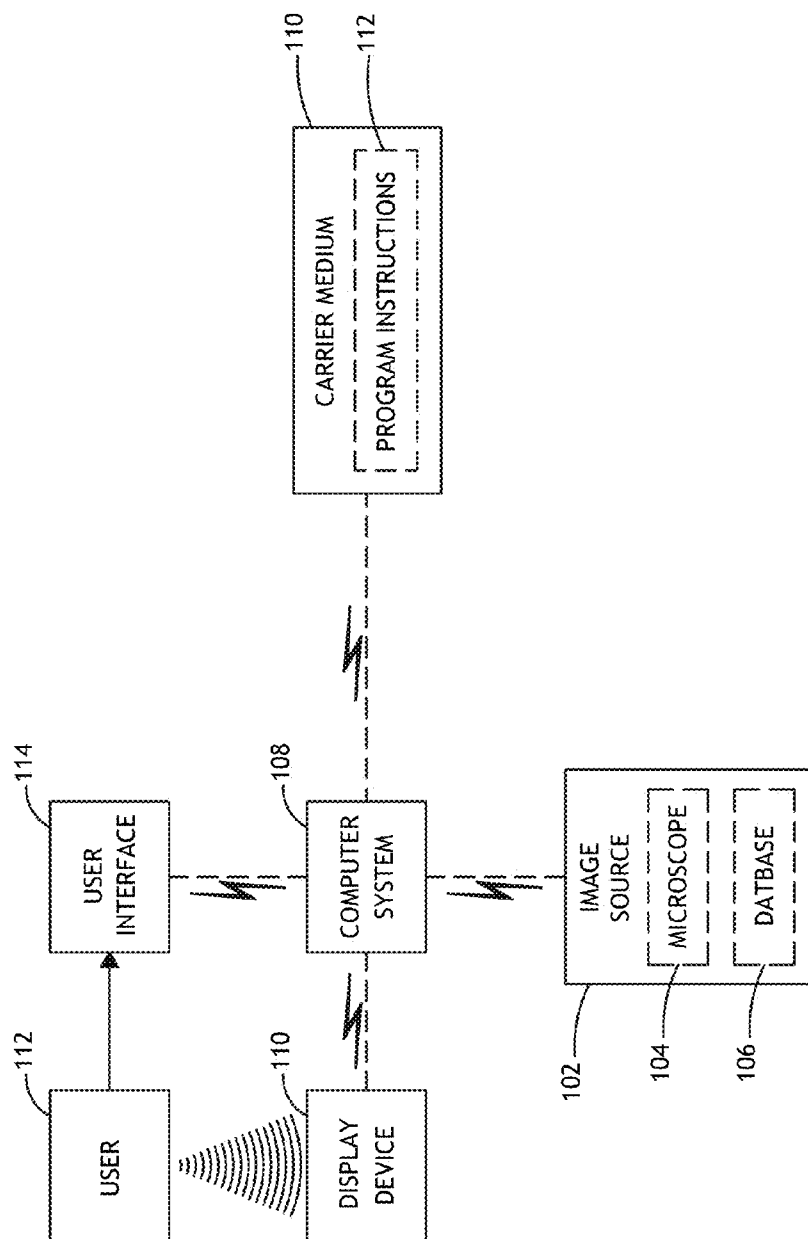 112
USER
114
USER
INTERFACE
110
DISPLAY
DEVICE
108
COMPUTER
SYSTEM
110
CARRIER MEDIUM
PROGRAM INSTRUCTIONS
112
102
IMAGE
SOURCE
104
MICROSCOPE
106
DATBASE